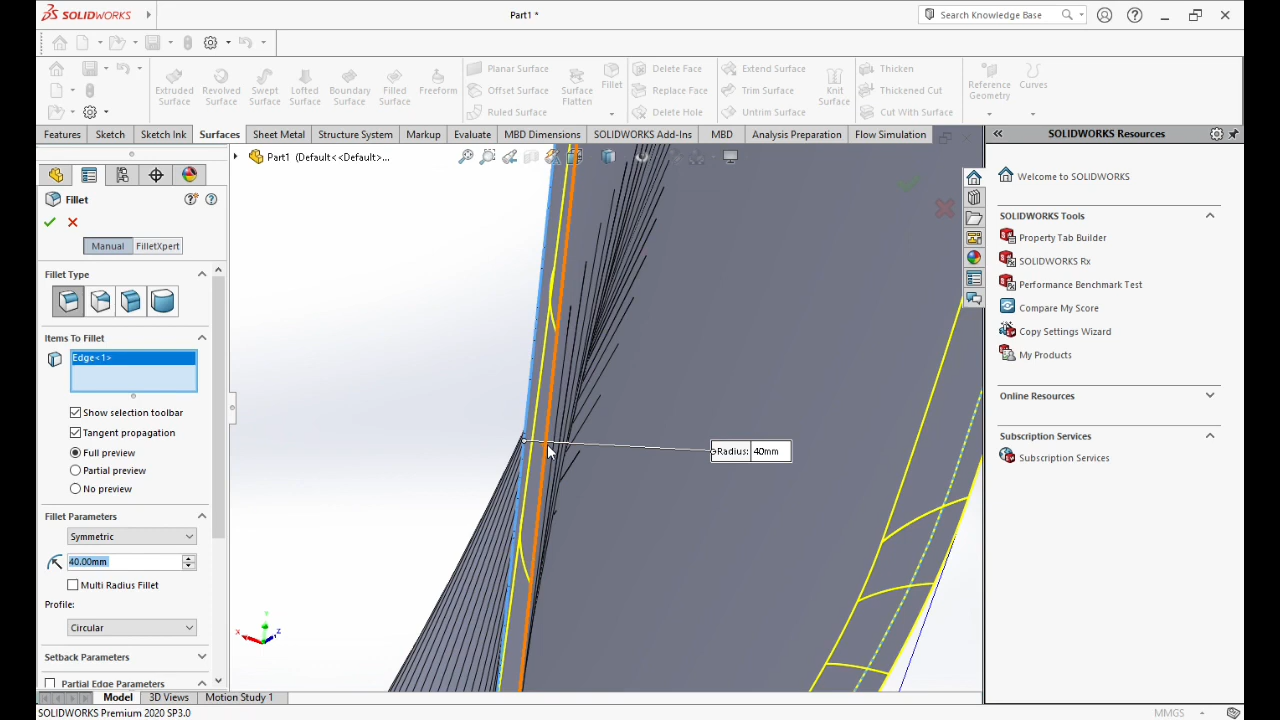 SOLIDWORKS
Part1 *
Search Knowledge Base
Extruded Surface
Revolved Surface
Swept Surface
Lofted Surface
Boundary Surface
Filled Surface
Freeform
Planar Surface
Offset Surface
Ruled Surface
Surface Flatten
Fillet
Delete Face
Replace Face
Delete Hole
Extend Surface
Trim Surface
Untrim Surface
Knit Surface
Thicken
Thickened Cut
Cut With Surface
Reference Geometry
Curves
Features
Sketch
Sketch Ink
Surfaces
Sheet Metal
Structure System
Markup
Evaluate
MBD Dimensions
SOLIDWORKS Add-Ins
MBD
Analysis Preparation
Flow Simulation
SOLIDWORKS Resources
Part1 (Default<<Default>...
Fillet
Manual
FilletXpert
Fillet Type
Items To Fillet
Edge<1>
Show selection toolbar
Tangent propagation
Full preview
Partial preview
No preview
Fillet Parameters
Symmetric
40.00mm
Multi Radius Fillet
Profile:
Circular
Setback Parameters
Partial Edge Parameters
Radius: 40mm
Welcome to SOLIDWORKS
SOLIDWORKS Tools
Property Tab Builder
SOLIDWORKS Rx
Performance Benchmark Test
Compare My Score
Copy Settings Wizard
My Products
Online Resources
Subscription Services
Subscription Services
Model
3D Views
Motion Study 1
SOLIDWORKS Premium 2020 SP3.0
MMGS